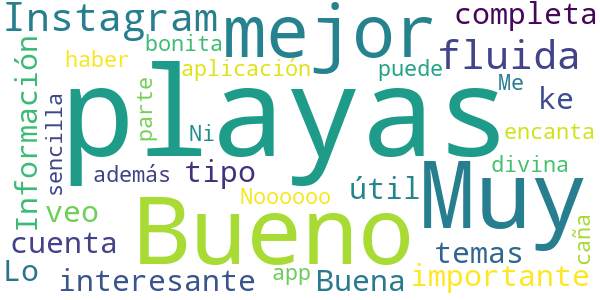 Instagram
mejor
completa
bonita
fluida
haber
aplicación
puede
Me
ke
playas
Información
sencilla
parte
Ni
encanta
además
tipo
divina
Noooooo
útil
Muy
veo
Bueno
caña
cuenta
temas
Lo
interesante
app
Buena
importante